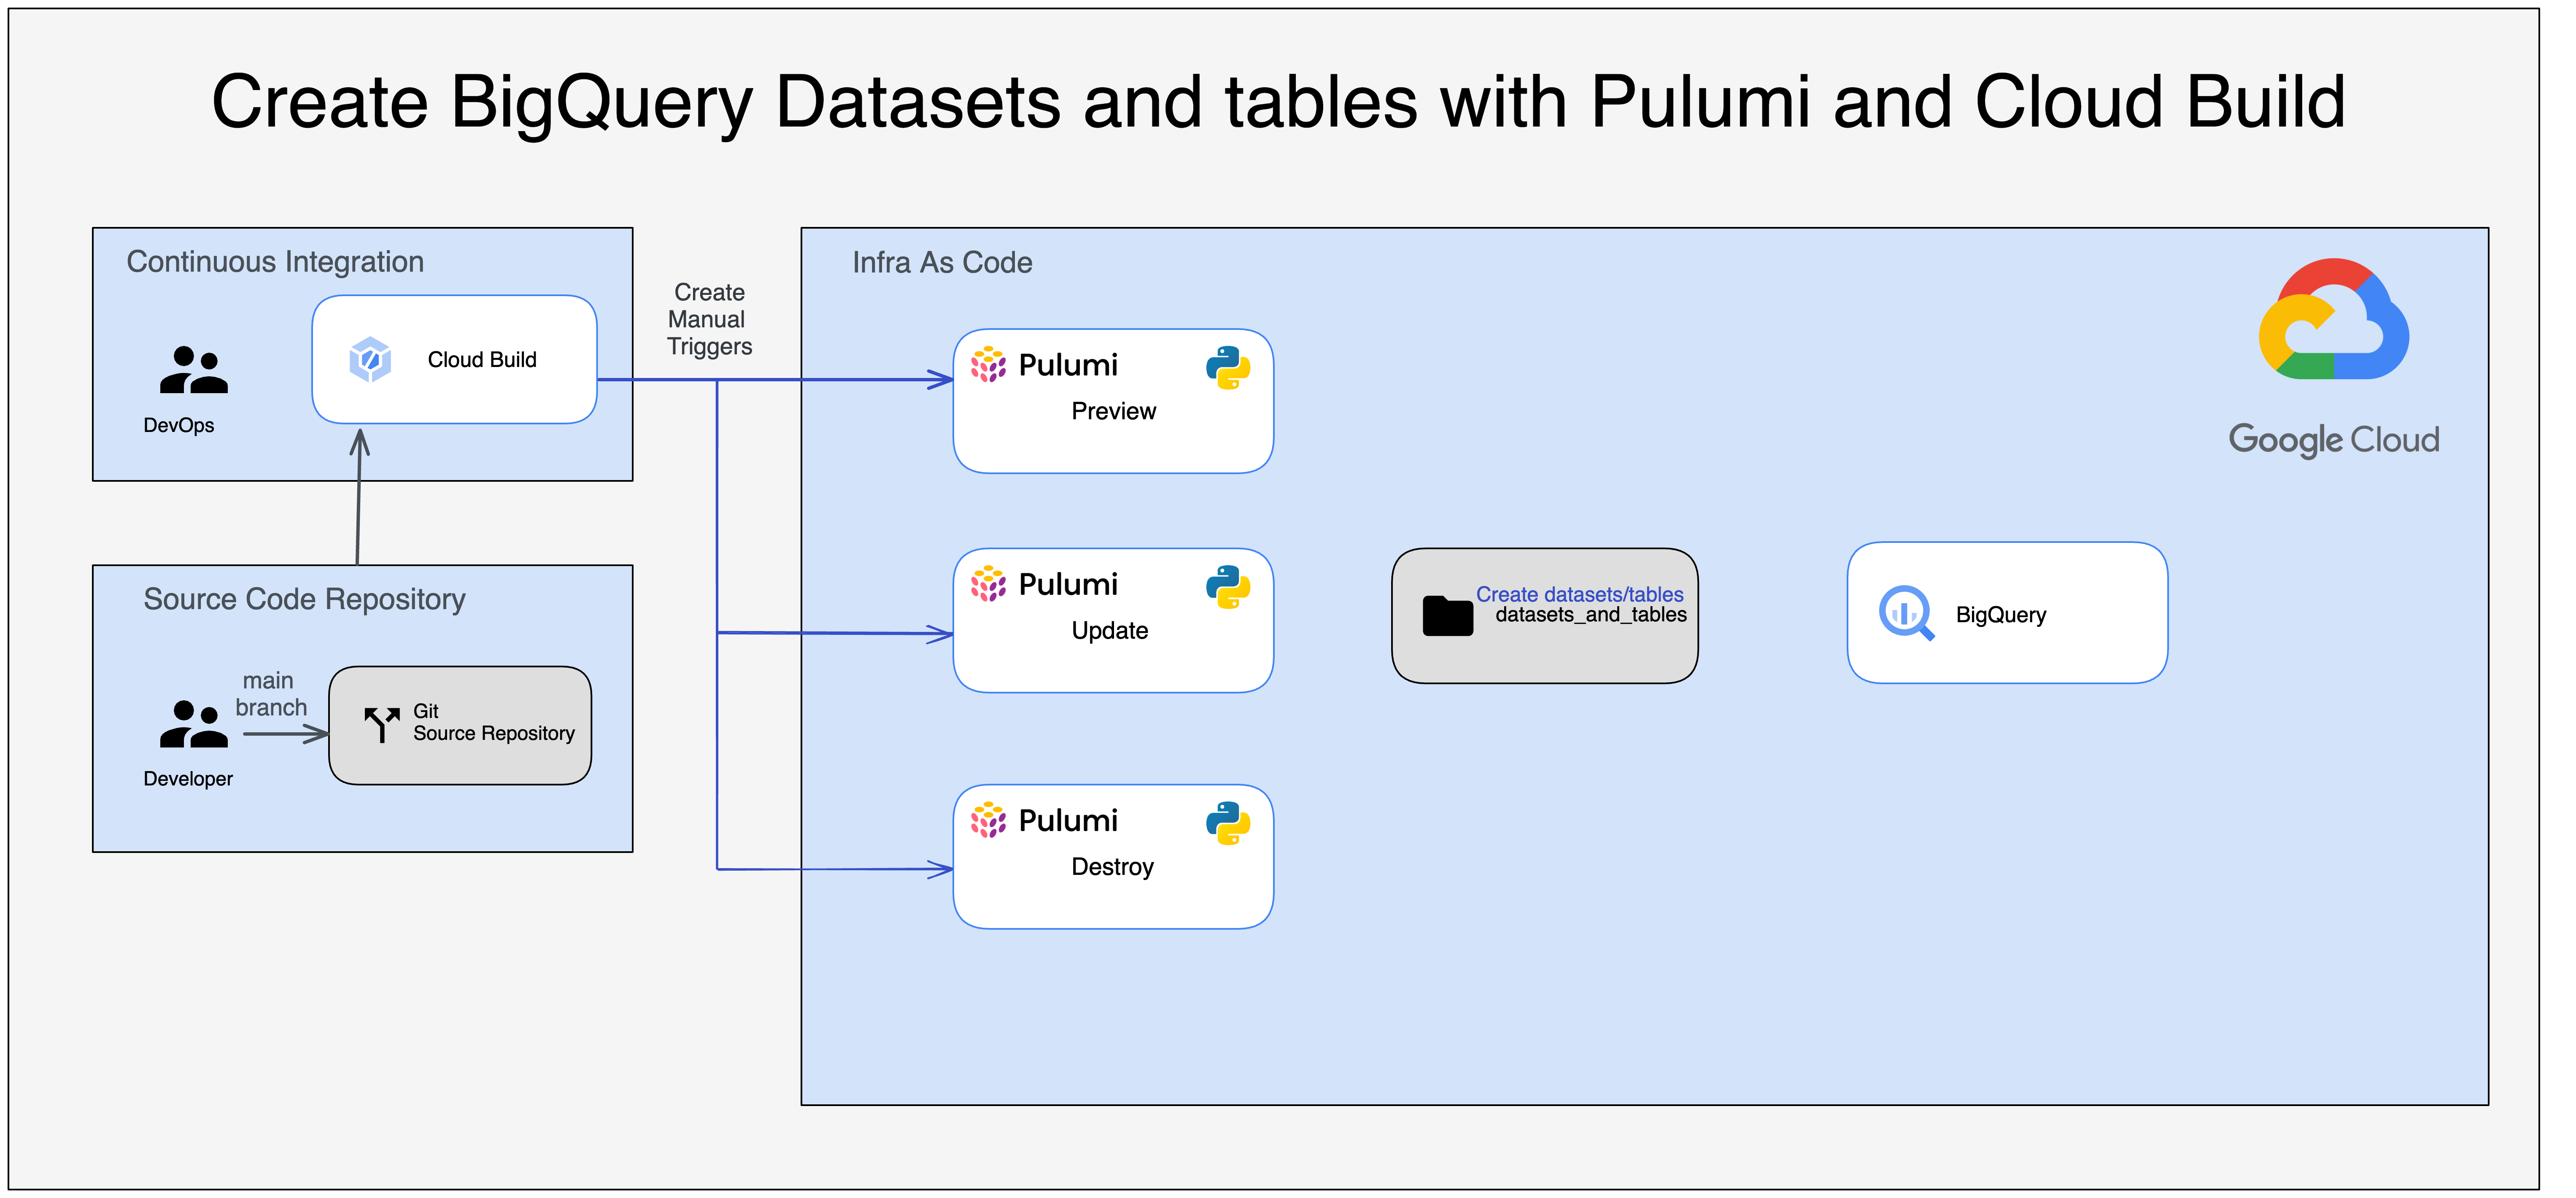 Create BigQuery Datasets and tables with Pulumi and Cloud Build
Continuous Integration
Cloud Build
DevOps
Create
Manual
Triggers
Source Code Repository
main
branch
Git
Source Repository
Developer
Infra As Code
Pulumi
Preview
Google Cloud
Pulumi
Update
Create datasets/tables
datasets_and_tables
BigQuery
Pulumi
Destroy